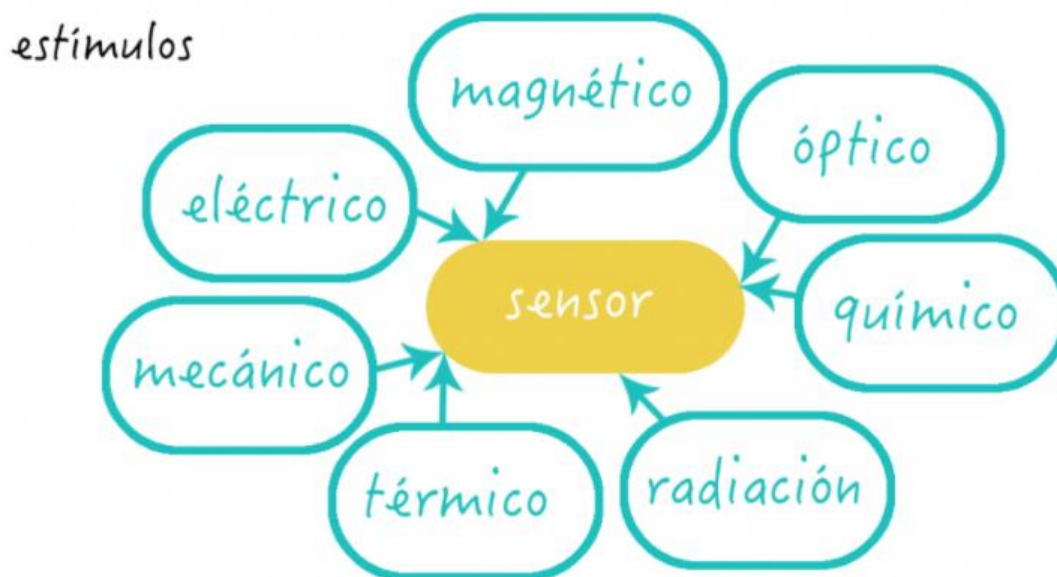 estímulos
magnético
óptico
eléctrico
sensor
químico
mecánico
térmico
radiación